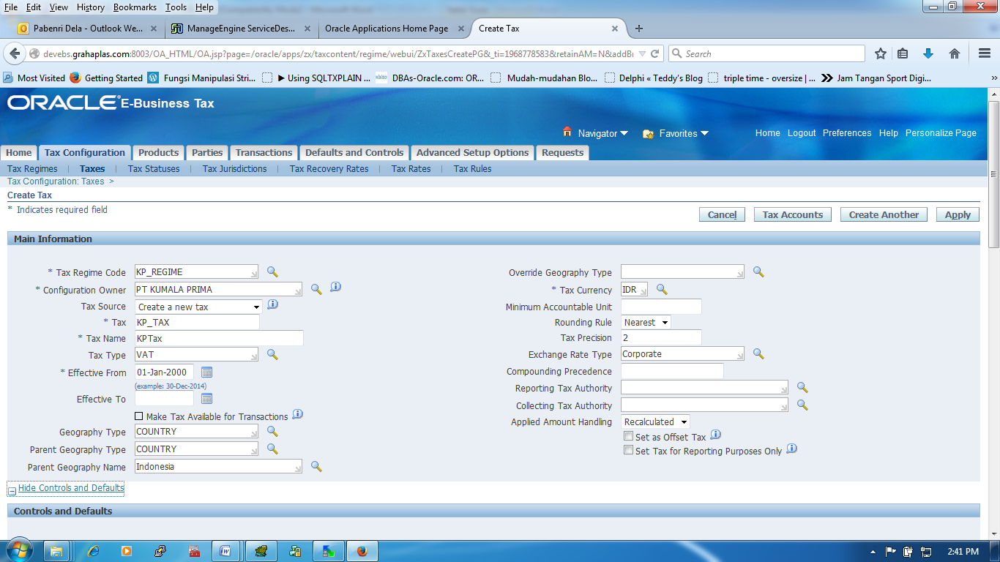 File Edit View History Bookmarks Tools Help
Pabenri Dela - Outlook We... × ManageEngine ServiceDes... × Oracle Applications Home Page × Create Tax × +
devebs.grahaplas.com:8003/OA_HTML/OA.jsp?page=/oracle/apps/zx/taxcontent/regime/webui/ZxTaxesCreatePG&_ti=1968778583&retainAM=N&addBr Search
Most Visited Getting Started Fungsi Manipulasi Stri... ► Using SQLTXPLAIN ... DBAs-Oracle.com: OR... Mudah-mudahan Blo... Delphi « Teddy's Blog triple time - oversize | ... Jam Tangan Sport Digi... »
ORACLE® E-Business Tax
Navigator Favorites Home Logout Preferences Help Personalize Page
Home Tax Configuration Products Parties Transactions Defaults and Controls Advanced Setup Options Requests
Tax Regimes | Taxes | Tax Statuses | Tax Jurisdictions | Tax Recovery Rates | Tax Rates | Tax Rules
Tax Configuration: Taxes >
Create Tax
* Indicates required field
Cancel Tax Accounts Create Another Apply
Main Information
* Tax Regime Code KP_REGIME
* Configuration Owner PT KUMALA PRIMA
Tax Source Create a new tax
* Tax KP_TAX
* Tax Name KPTax
Tax Type VAT
* Effective From 01-Jan-2000
(example: 30-Dec-2014)
Effective To
Make Tax Available for Transactions
Geography Type COUNTRY
Parent Geography Type COUNTRY
Parent Geography Name Indonesia
Override Geography Type
* Tax Currency IDR
Minimum Accountable Unit
Rounding Rule Nearest
Tax Precision 2
Exchange Rate Type Corporate
Compounding Precedence
Reporting Tax Authority
Collecting Tax Authority
Applied Amount Handling Recalculated
Set as Offset Tax
Set Tax for Reporting Purposes Only
Hide Controls and Defaults
Controls and Defaults
2:41 PM